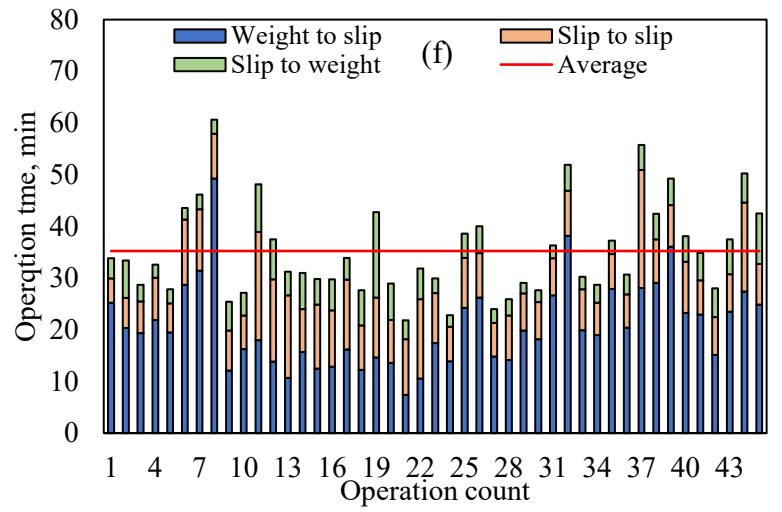 80
Weight to slip
Slip to slip
70
Slip to weight
(f)
Average
60
50
40
30
20
10
0
Operqtion tme, min
1 4 7 10 13 16 19 22 25 28 31 34 37 40 43
Operation count